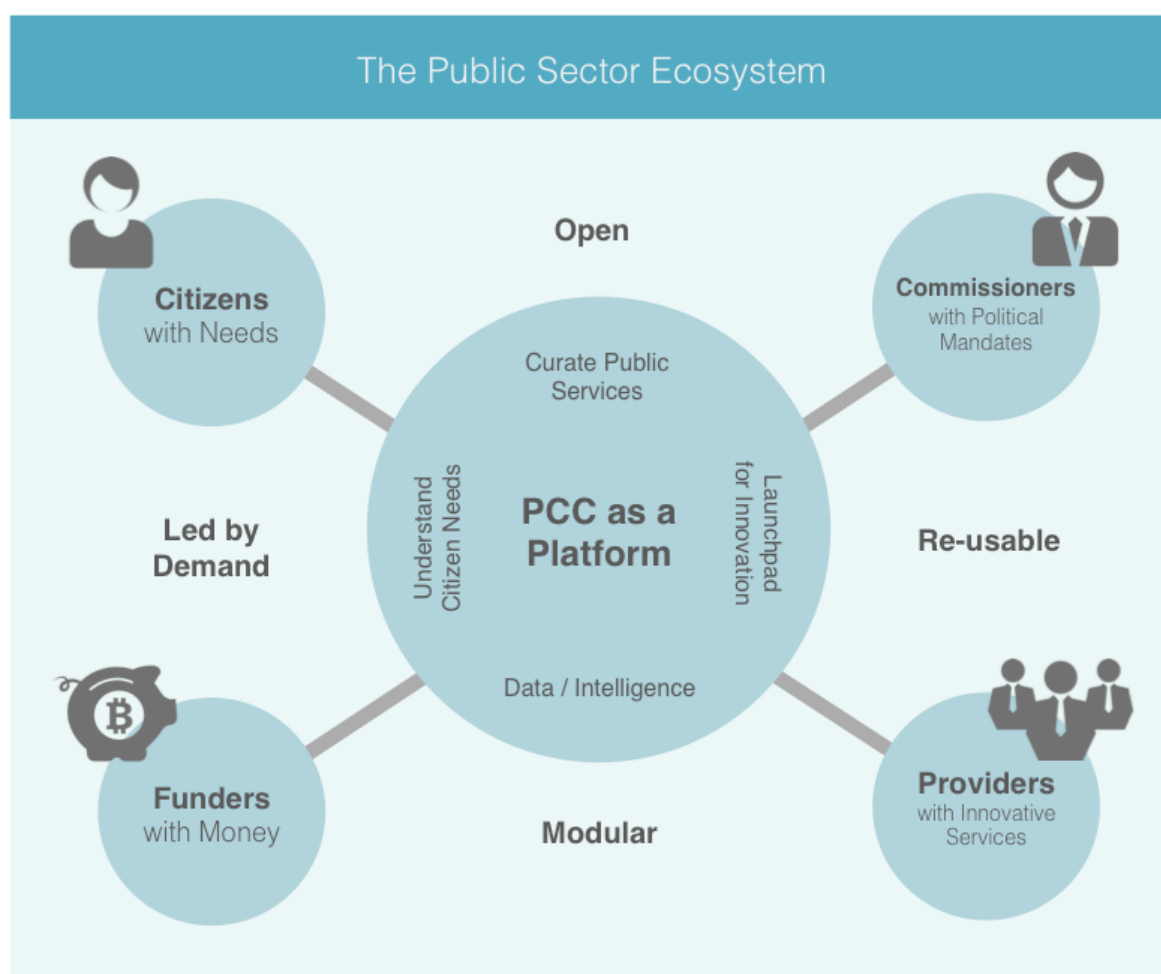 The Public Sector Ecosystem
Open
Citizens
with Needs
Commissioners
with Political
Mandates
Curate Public
Services
Led by
Demand
Understand
Citizen Needs
PCC as a
Platform
Launchpad
for Innovation
Re-usable
Data / Intelligence
Funders
with Money
Modular
Providers
with Innovative
Services